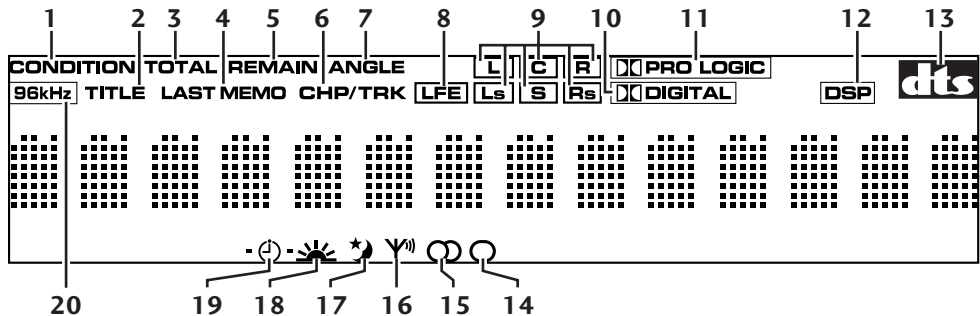 1 2 3 4 5 6 7 8 9 10 11 12 13
CONDITION TOTAL REMAIN ANGLE L C R PRO LOGIC dts
96kHz TITLE LAST MEMO CHP/TRK LFE Ls S Rs DIGITAL DSP
20 19 18 17 16 15 14